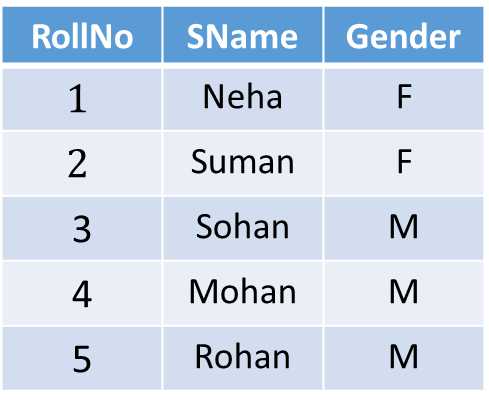 RollNo SName Gender
1 Neha F
2 Suman F
3 Sohan M
4 Mohan M
5 Rohan M